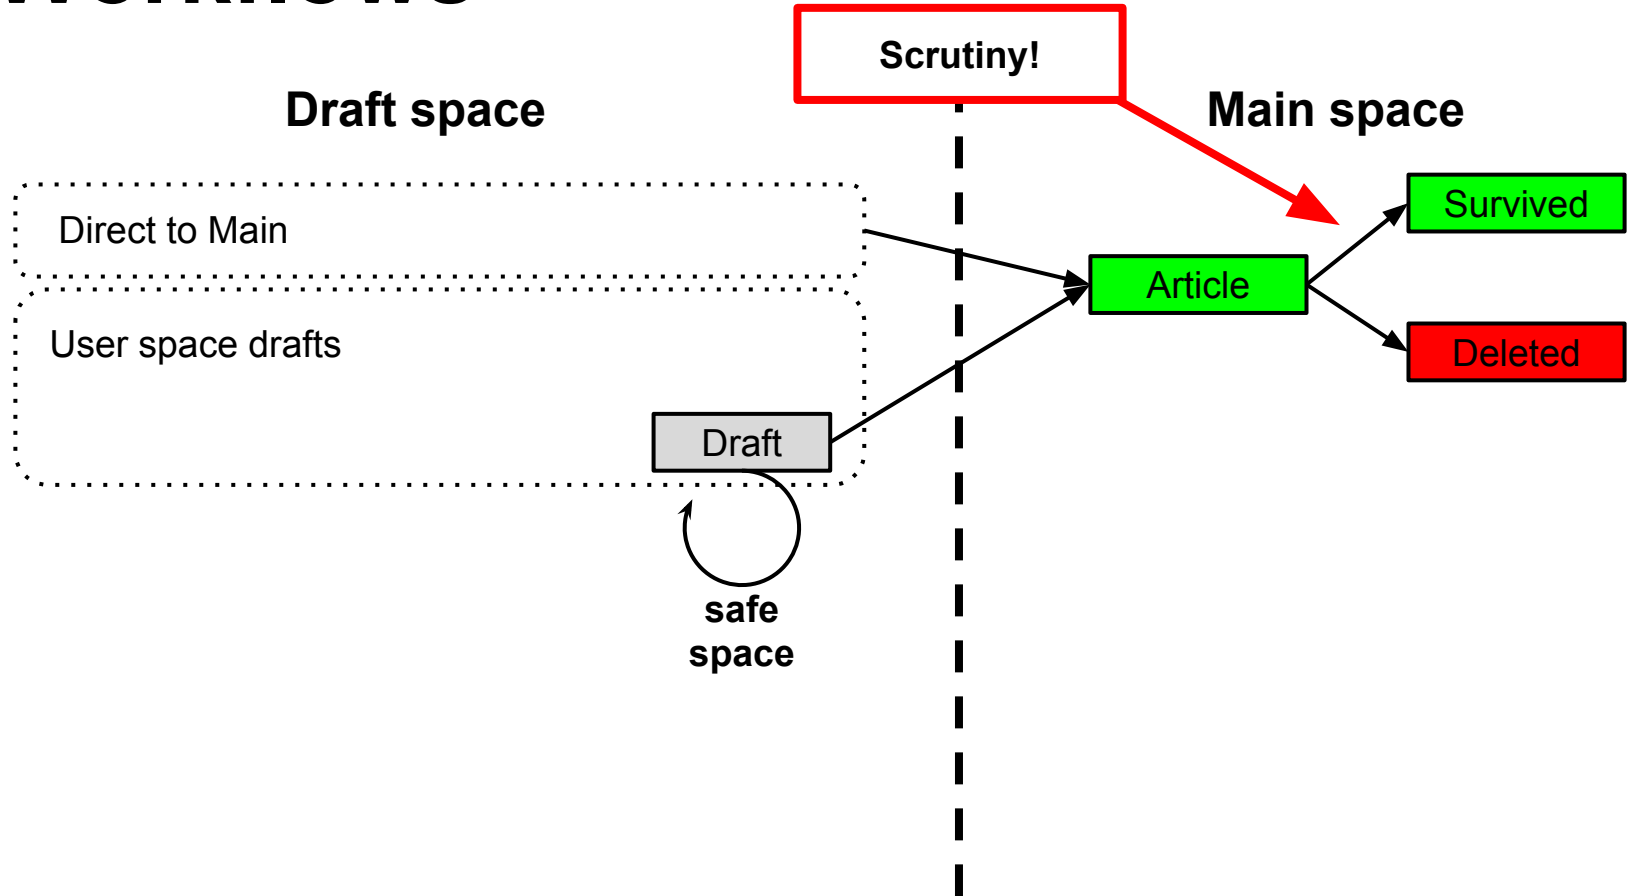 Scrutiny!
Draft space
Main space
Direct to Main
Survived
Article
User space drafts
Deleted
Draft
safe
space